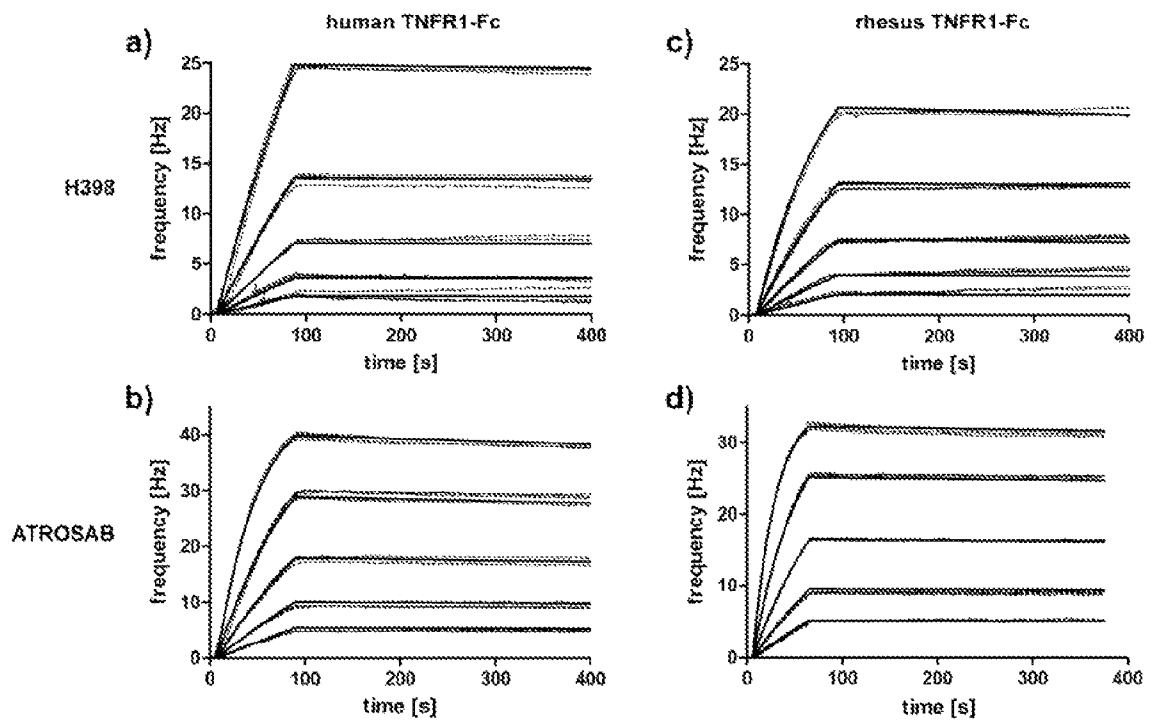 human TNFR1-Fc
rhesus TNFR1-Fc
H398
ATROSAB
a)
25
20
15
10
5
0
frequency [Hz]
0 100 200 300 400
time [s]
c)
25
20
15
10
5
0
frequency [Hz]
0 100 200 300 400
time [s]
b)
40
30
20
10
0
frequency [Hz]
0 100 200 300 400
time [s]
d)
30
20
10
0
frequency [Hz]
0 100 200 300 400
time [s]